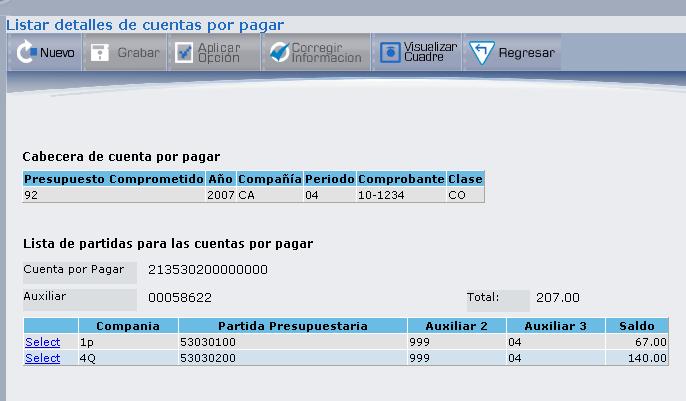 Listar detalles de cuentas por pagar
Nuevo Grabar Aplicar Opción Corregir Informacion Visualizar Cuadre Regresar
Cabecera de cuenta por pagar
Presupuesto Comprometido Año Compañía Periodo Comprobante Clase
92 2007 CA 04 10-1234 CO
Lista de partidas para las cuentas por pagar
Cuenta por Pagar 213530200000000
Auxiliar 00058622 Total: 207.00
Compania Partida Presupuestaria Auxiliar 2 Auxiliar 3 Saldo
Select 1p 53030100 999 04 67.00
Select 4Q 53030200 999 04 140.00